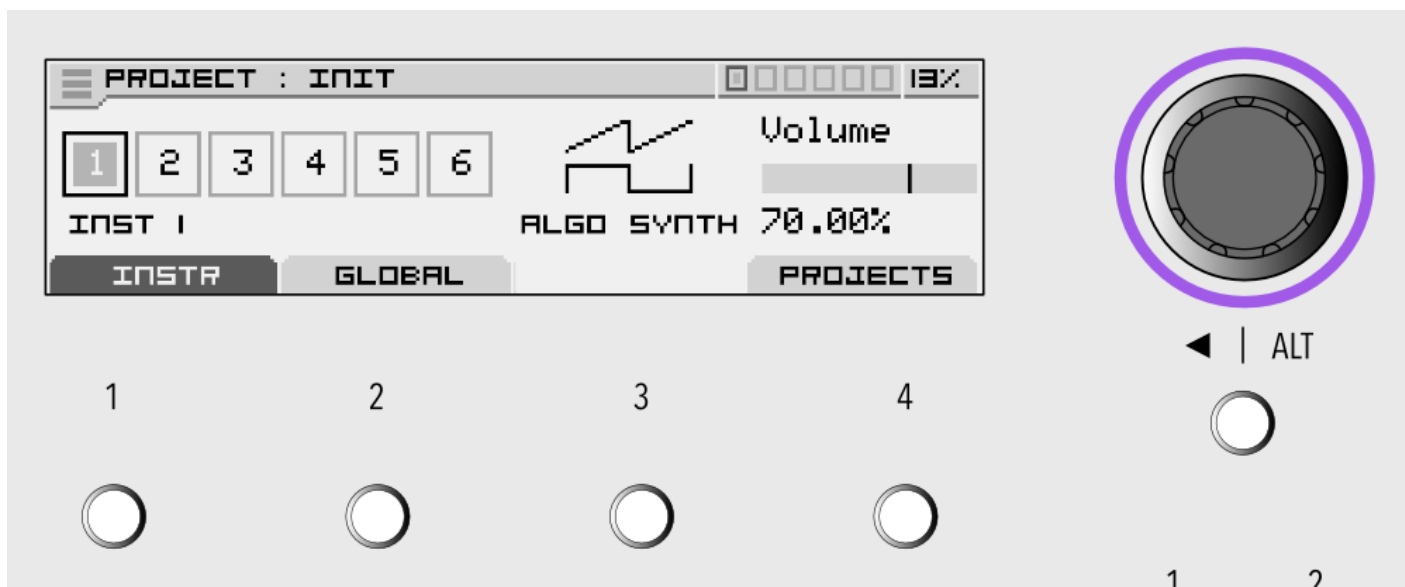 PROJECT : INIT 13%
1 2 3 4 5 6
Volume
INST 1
ALGO SYNTH
70.00%
INSTR GLOBAL PROJECTS
◄ | ALT
1 2 3 4
1 2